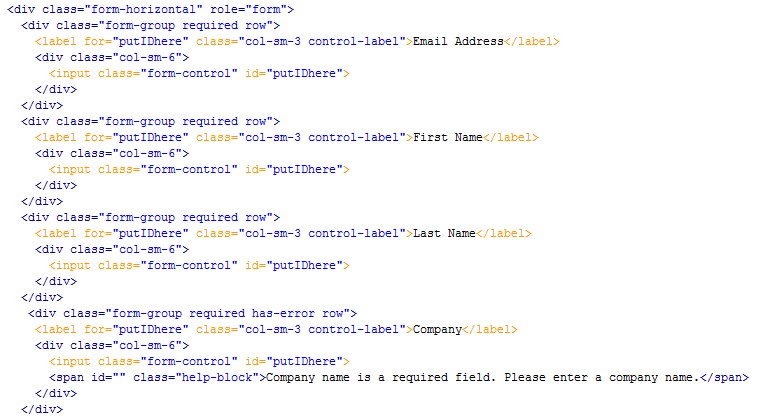 <div class="form-horizontal" role="form">
  <div class="form-group required row">
    <label for="putIDhere" class="col-sm-3 control-label">Email Address</label>
    <div class="col-sm-6">
      <input class="form-control" id="putIDhere">
    </div>
  </div>
  <div class="form-group required row">
    <label for="putIDhere" class="col-sm-3 control-label">First Name</label>
    <div class="col-sm-6">
      <input class="form-control" id="putIDhere">
    </div>
  </div>
  <div class="form-group required row">
    <label for="putIDhere" class="col-sm-3 control-label">Last Name</label>
    <div class="col-sm-6">
      <input class="form-control" id="putIDhere">
    </div>
  </div>
   <div class="form-group required has-error row">
    <label for="putIDhere" class="col-sm-3 control-label">Company</label>
    <div class="col-sm-6">
      <input class="form-control" id="putIDhere">
      <span id="" class="help-block">Company name is a required field. Please enter a company name.</span>
    </div>
  </div>